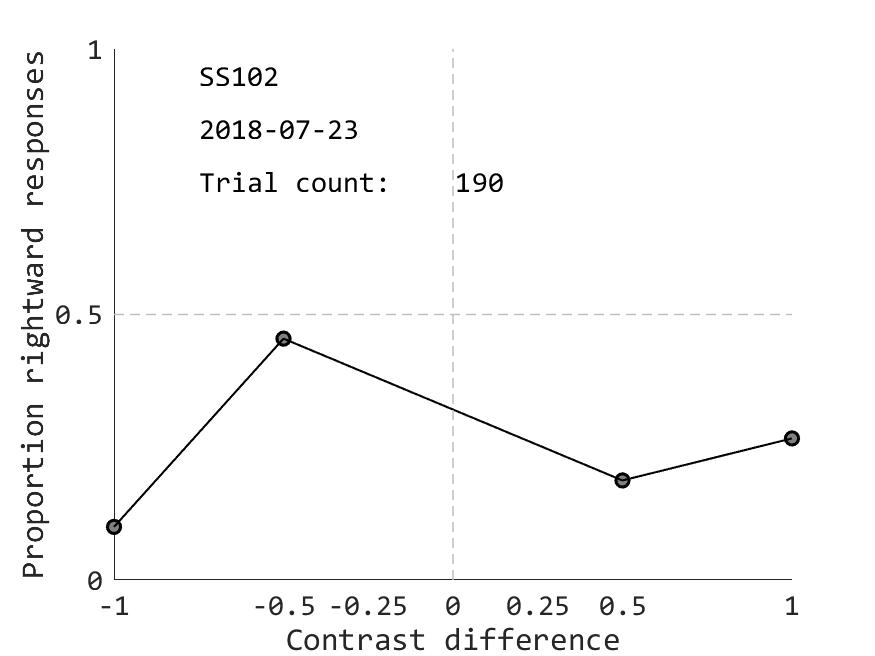 1
SS102
2018-07-23
Trial count: 190
0.5
0
-1 -0.5 -0.25 0 0.25 0.5 1
Contrast difference
Proportion rightward responses